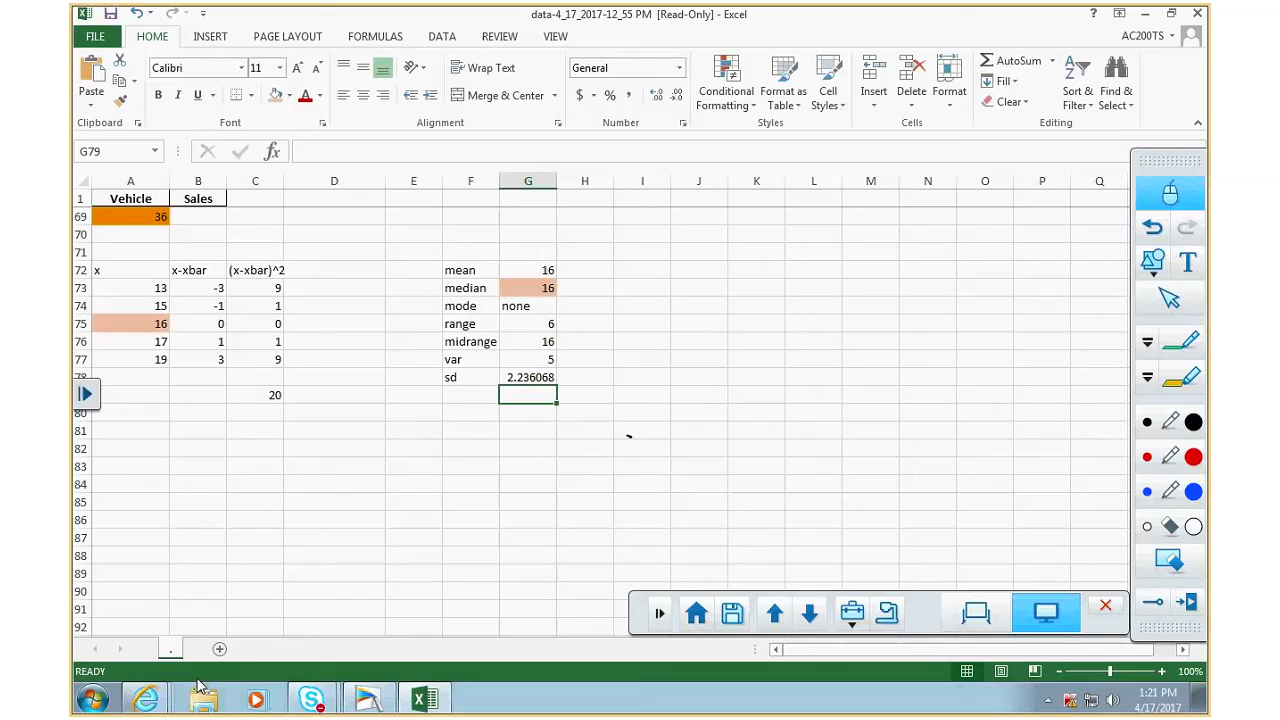 data-4_17_2017-12_55 PM [Read-Only] - Excel
?
FILE HOME INSERT PAGE LAYOUT FORMULAS DATA REVIEW VIEW AC200TS
Paste
Clipboard
Calibri 11
B I U
Font
Wrap Text
Merge & Center
Alignment
General
$ % ,
Number
Conditional Formatting
Format as Table
Cell Styles
Styles
Insert Delete Format
Cells
AutoSum
Fill
Clear
Sort & Filter
Find & Select
Editing
G79 fx
A B C D E F G H I J K L M N O P Q
1 Vehicle Sales
69 36
70
71
72 x x-xbar (x-xbar)^2 mean 16
73 13 -3 9 median 16
74 15 -1 1 mode none
75 16 0 0 range 6
76 17 1 1 midrange 16
77 19 3 9 var 5
78 sd 2.236068
20
80
81
82
83
84
85
86
87
88
89
90
91
92
T
.
READY 100%
1:21 PM
4/17/2017